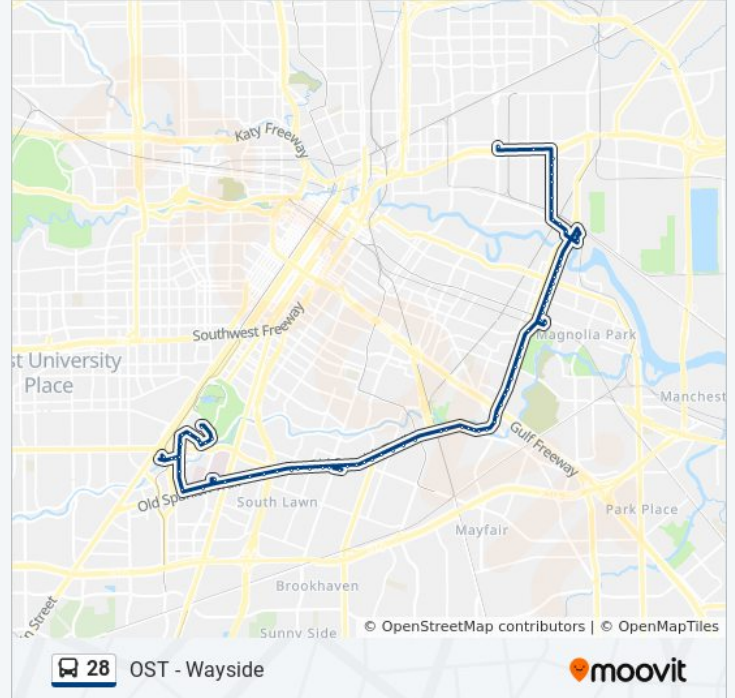 Katy Freeway
Southwest Freeway
st University
Place
Magnolia Park
Manchest
Gulf Freeway
Old Spa
South Lawn
Park Place
Mayfair
Brookhaven
n Street
Sunny Side
© OpenStreetMap contributors | © OpenMapTiles
28 OST - Wayside
moovit